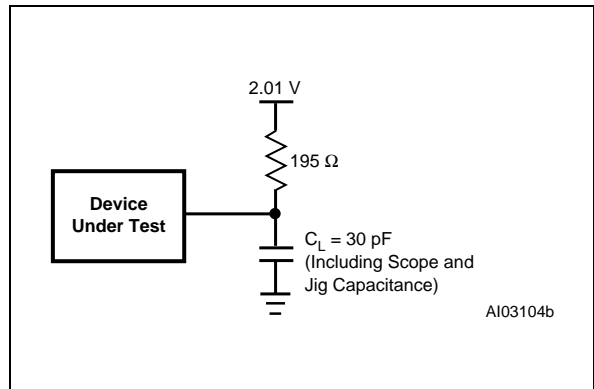 2.01 V
195 Ω
Device
Under Test
C_L = 30 pF
(Including Scope and
Jig Capacitance)
AI03104b